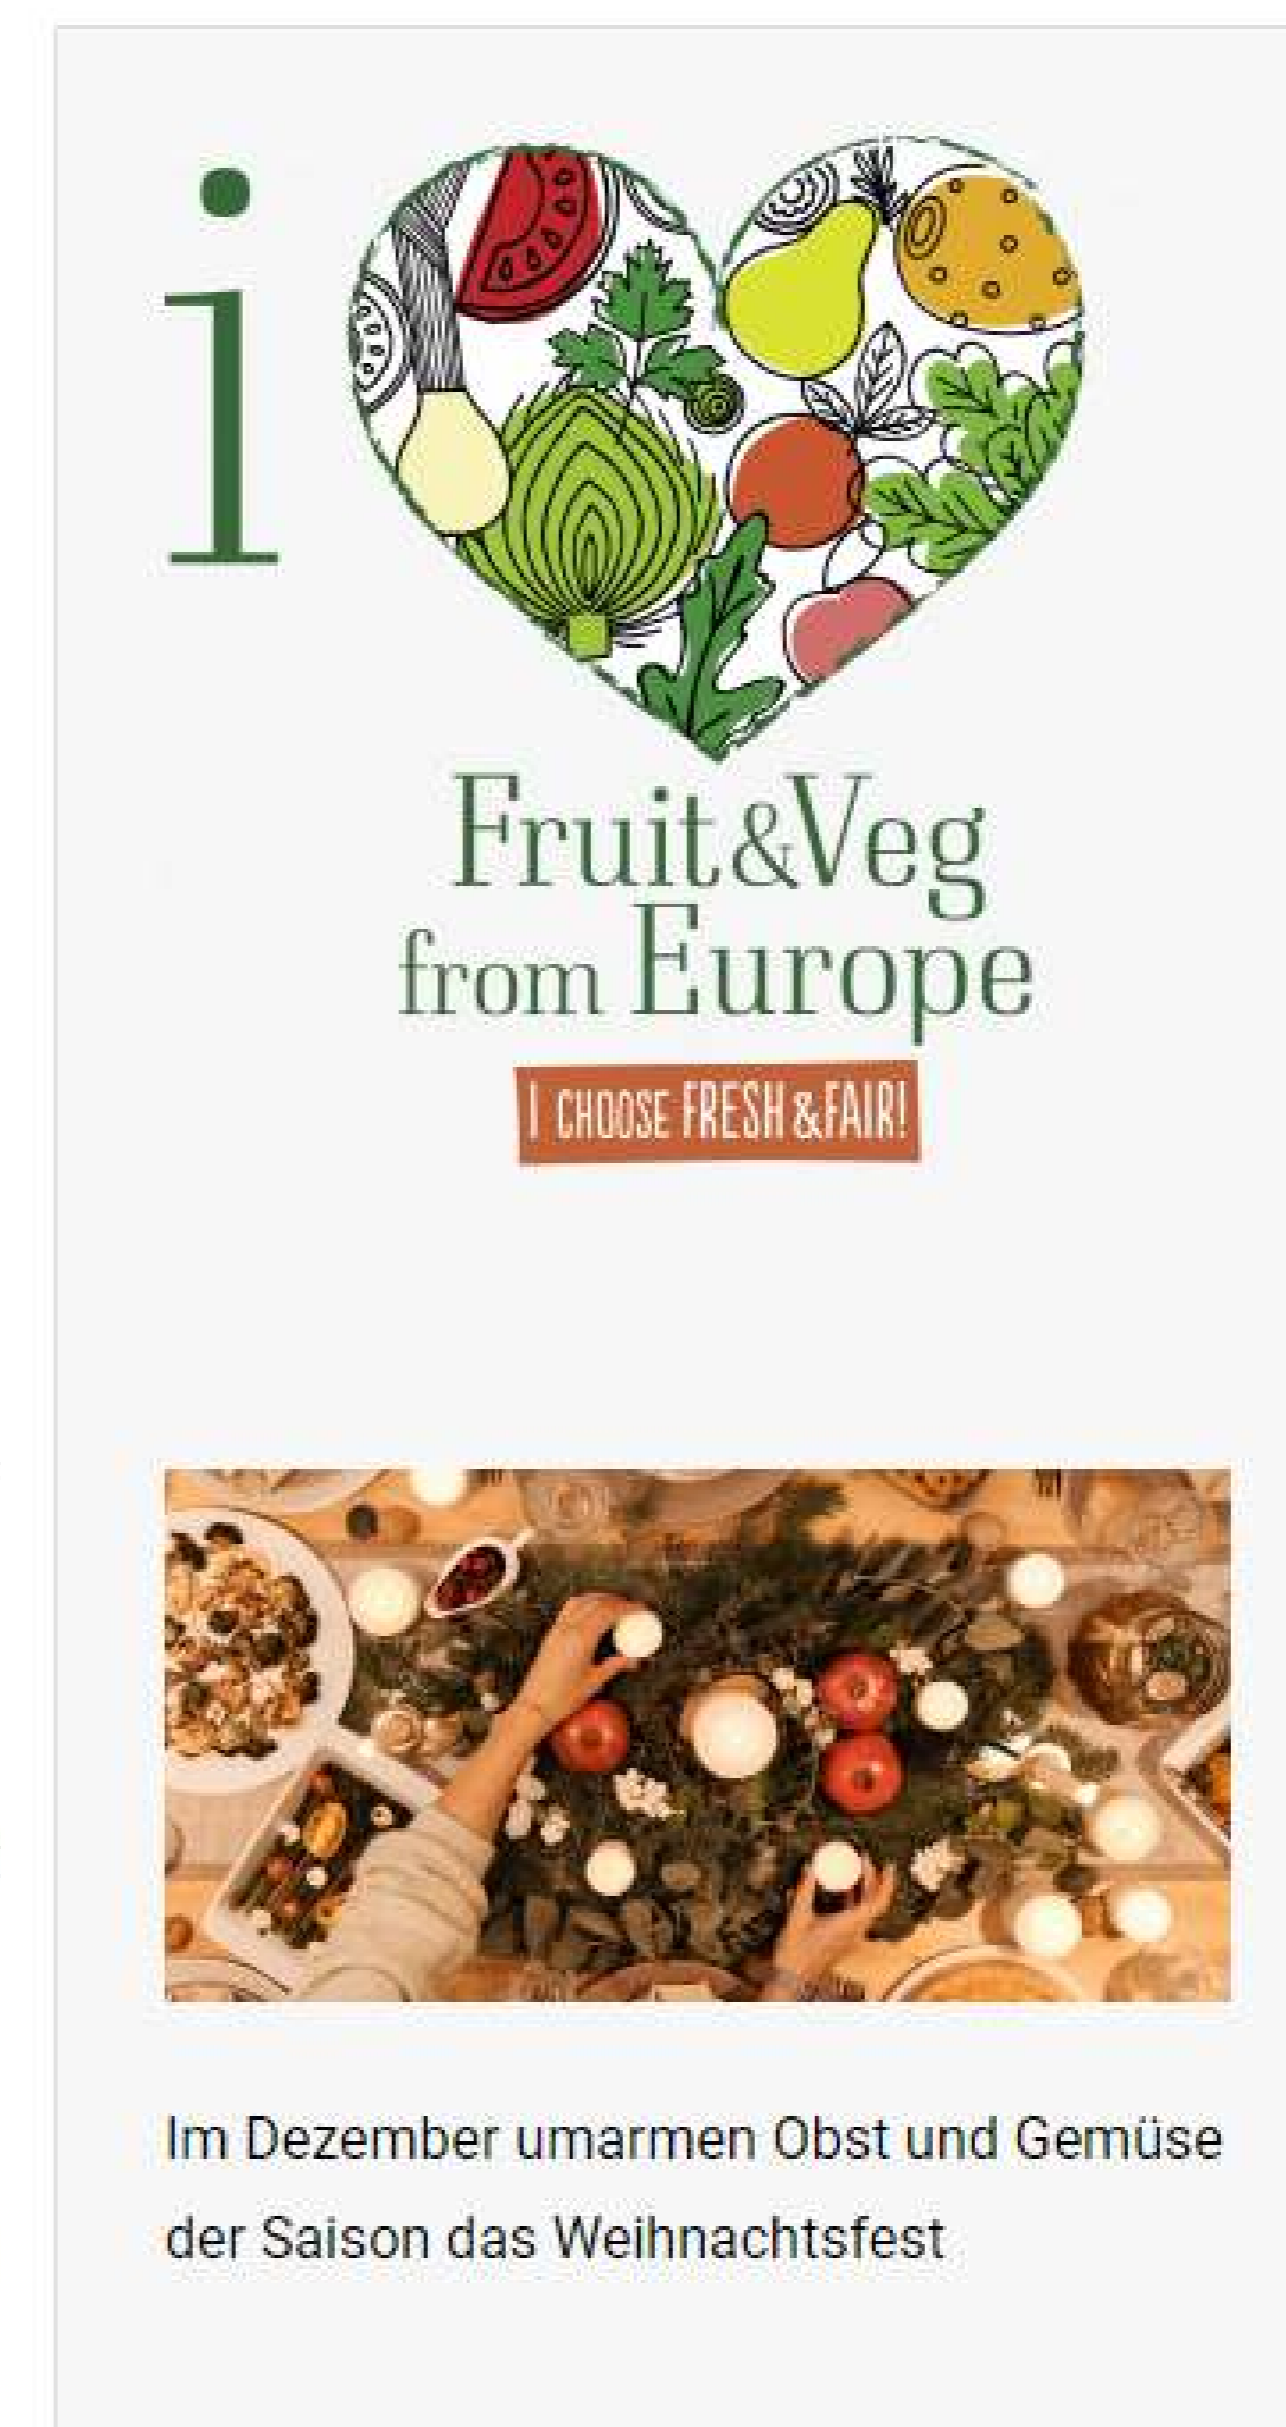 i
Fruit&Veg
from Europe
I CHOOSE FRESH & FAIR!
Im Dezember umarmen Obst und Gemüse
der Saison das Weihnachtsfest